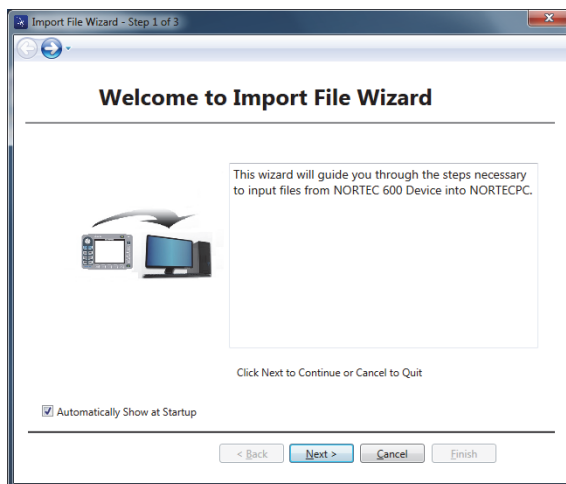 Import File Wizard - Step 1 of 3
Welcome to Import File Wizard
This wizard will guide you through the steps necessary
to input files from NORTEC 600 Device into NORTECPC.
Click Next to Continue or Cancel to Quit
Automatically Show at Startup
< Back Next > Cancel Finish